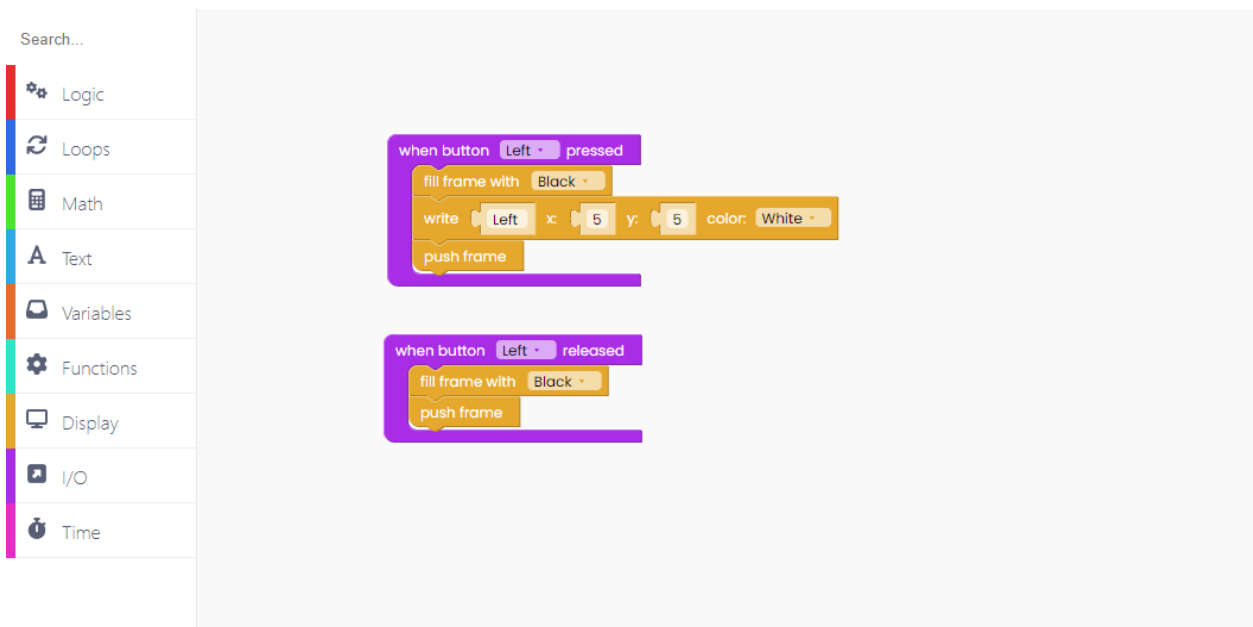 Search...
Logic
Loops
Math
Text
Variables
Functions
Display
I/O
Time
when button Left pressed
fill frame with Black
write Left x: 5 y: 5 color: White
push frame
when button Left released
fill frame with Black
push frame